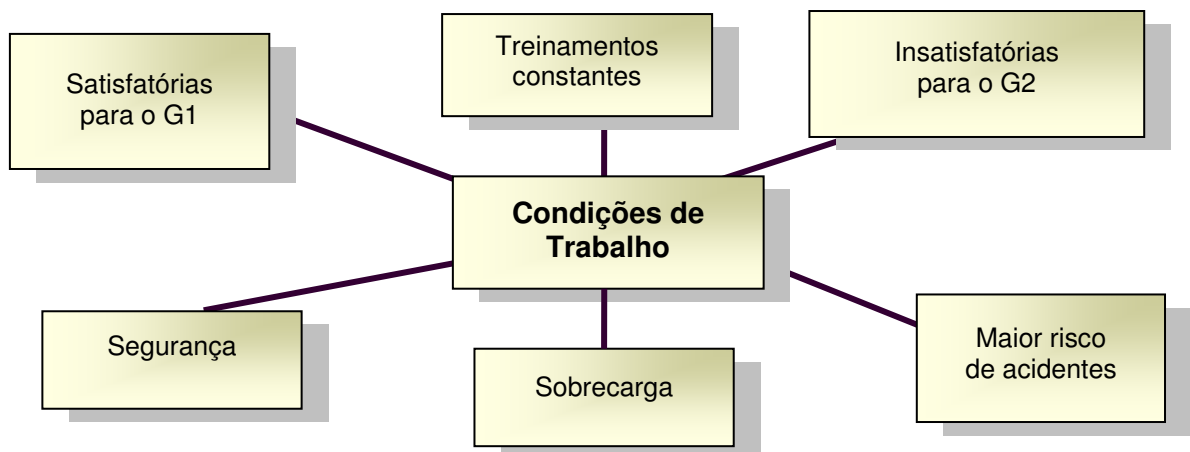 Satisfatórias
para o G1
Treinamentos
constantes
Insatisfatórias
para o G2
Condições de
Trabalho
Segurança
Sobrecarga
Maior risco
de acidentes